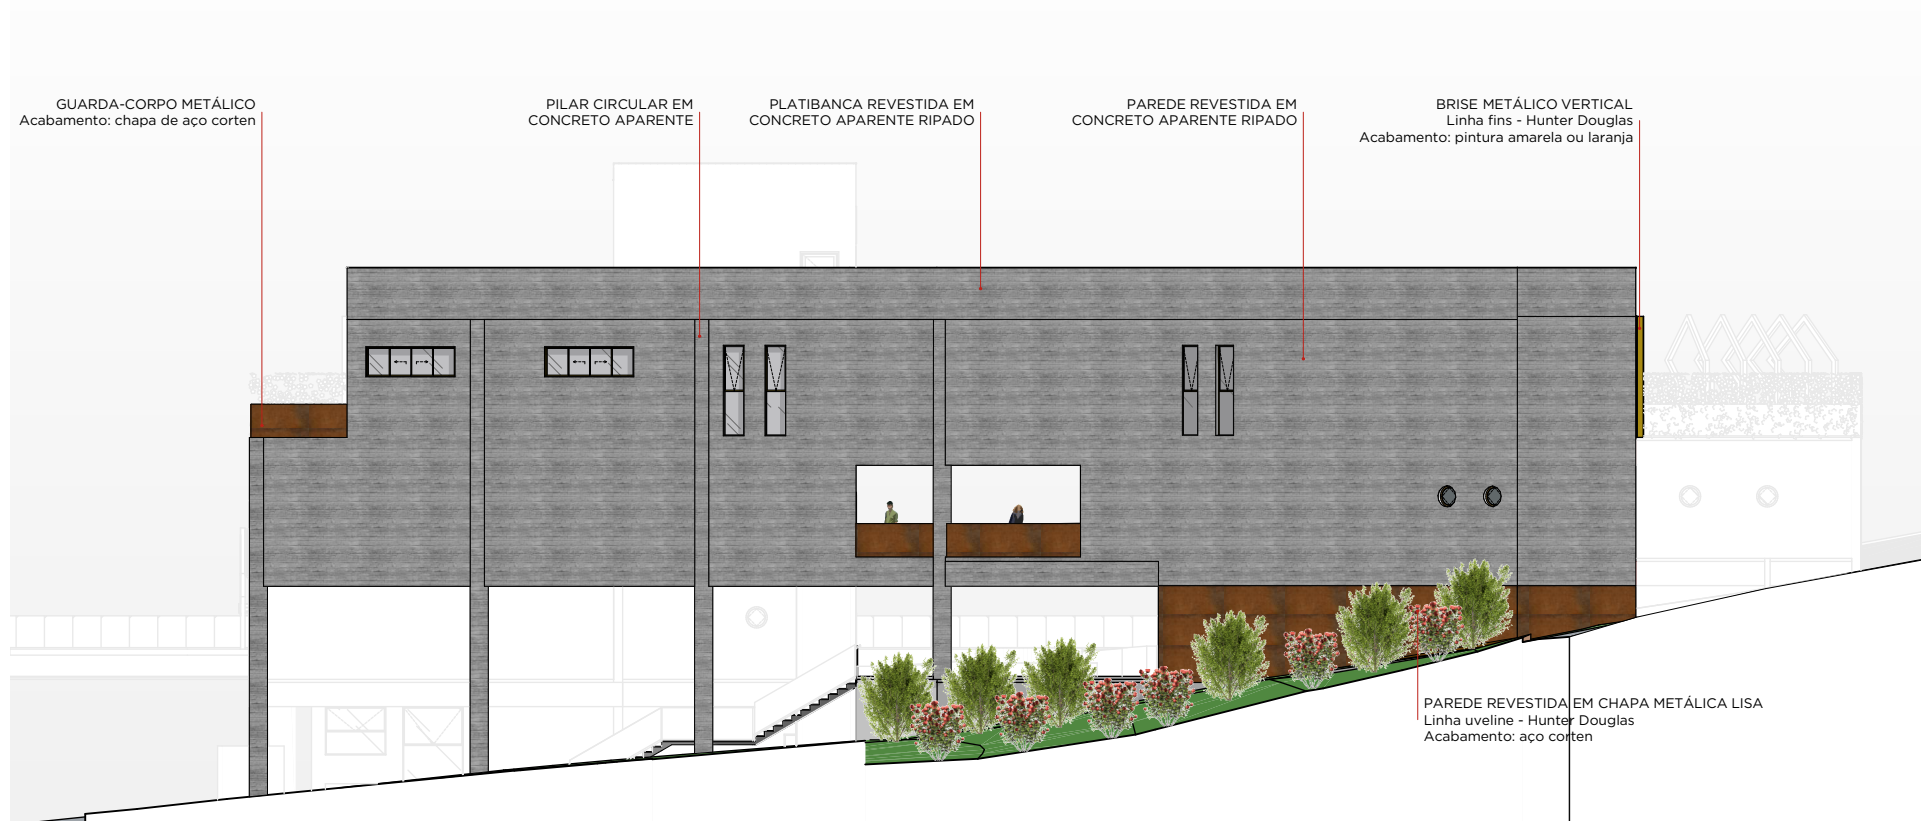 GUARDA-CORPO METÁLICO
Acabamento: chapa de aço corten
PILAR CIRCULAR EM
CONCRETO APARENTE
PLATIBANCA REVESTIDA EM
CONCRETO APARENTE RIPADO
PAREDE REVESTIDA EM
CONCRETO APARENTE RIPADO
BRISE METÁLICO VERTICAL
Linha fins - Hunter Douglas
Acabamento: pintura amarela ou laranja
PAREDE REVESTIDA EM CHAPA METÁLICA LISA
Linha uveline - Hunter Douglas
Acabamento: aço corten